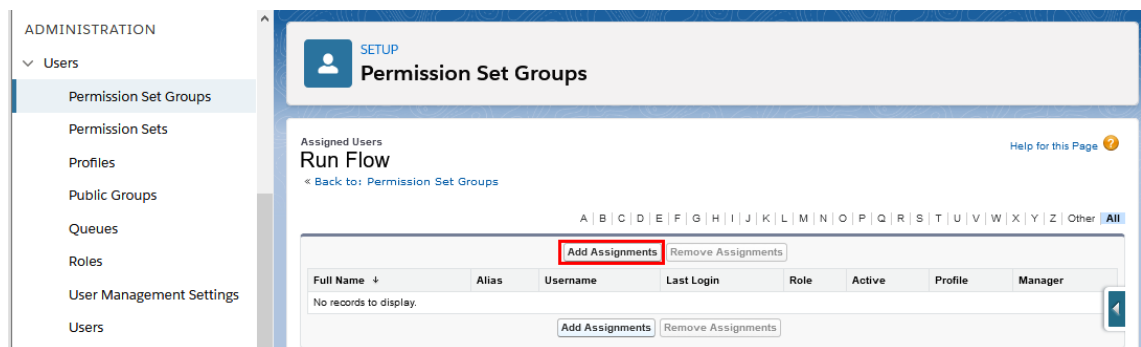 ADMINISTRATION
Users
Permission Set Groups
Permission Sets
Profiles
Public Groups
Queues
Roles
User Management Settings
Users
SETUP
Permission Set Groups
Assigned Users
Run Flow
« Back to: Permission Set Groups
Help for this Page ?
A | B | C | D | E | F | G | H | I | J | K | L | M | N | O | P | Q | R | S | T | U | V | W | X | Y | Z | Other | All
Add Assignments Remove Assignments
Full Name ↓ Alias Username Last Login Role Active Profile Manager
No records to display.
Add Assignments Remove Assignments